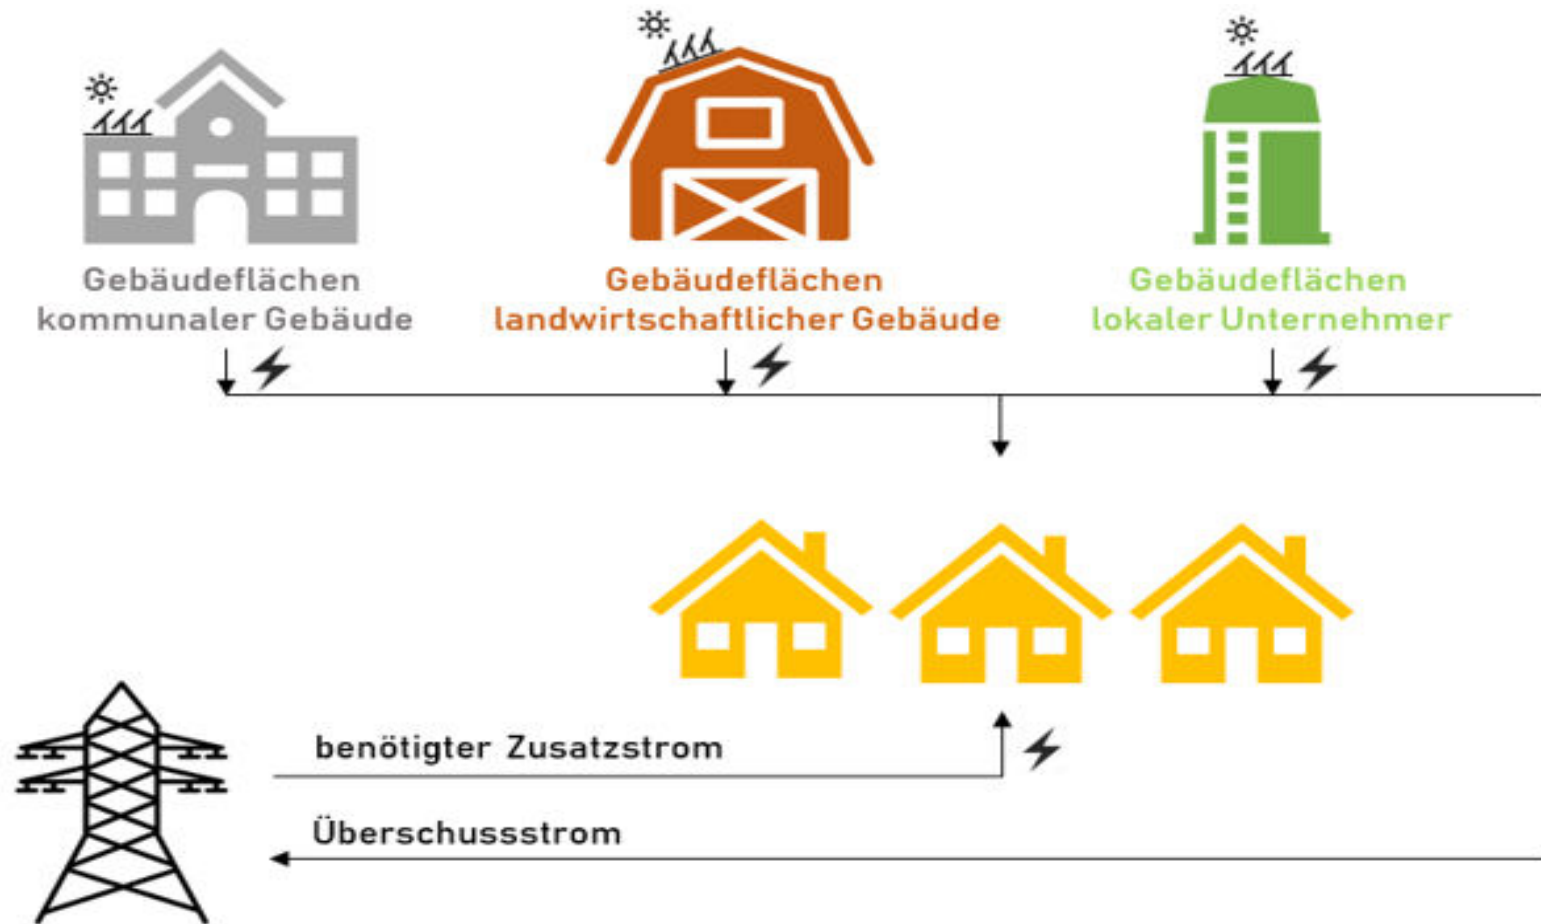 Gebäudeflächen
kommunaler Gebäude
Gebäudeflächen
landwirtschaftlicher Gebäude
Gebäudeflächen
lokaler Unternehmer
benötigter Zusatzstrom
Überschussstrom